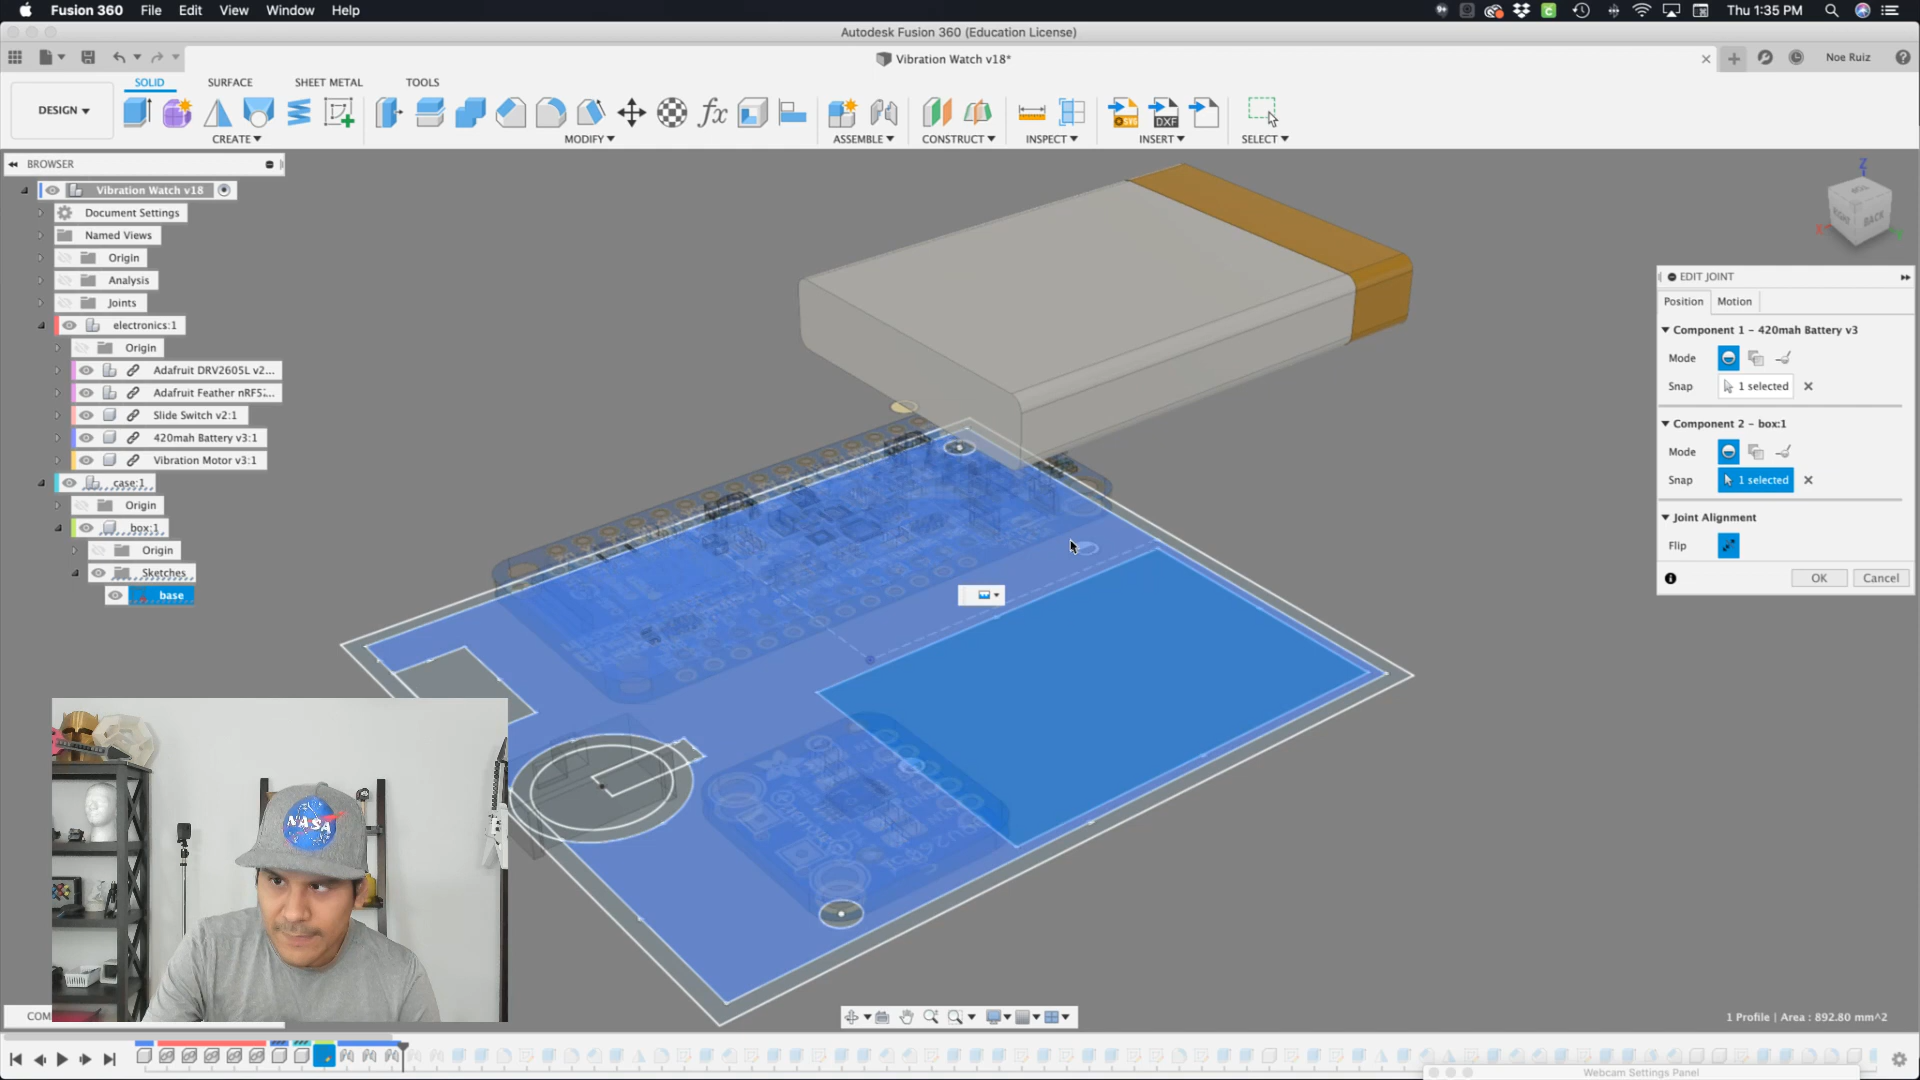 Fusion 360 File Edit View Window Help
Thu 1:35 PM
Autodesk Fusion 360 (Education License)
Vibration Watch v18*
Noe Ruiz
SOLID SURFACE SHEET METAL TOOLS
DESIGN
CREATE MODIFY ASSEMBLE CONSTRUCT INSPECT INSERT SELECT
BROWSER
Vibration Watch v18
Document Settings
Named Views
Origin
Analysis
Joints
electronics:1
Origin
Adafruit DRV2605L v2...
Adafruit Feather nRF5...
Slide Switch v2:1
420mah Battery v3:1
Vibration Motor v3:1
case:1
Origin
box:1
Origin
Sketches
base
TOP
RIGHT
BACK
Z
X
EDIT JOINT
Position Motion
Component 1 - 420mah Battery v3
Mode
Snap 1 selected
Component 2 - box:1
Mode
Snap 1 selected
Joint Alignment
Flip
OK Cancel
NASA
COM
1 Profile | Area : 892.80 mm^2
Webcam Settings Panel